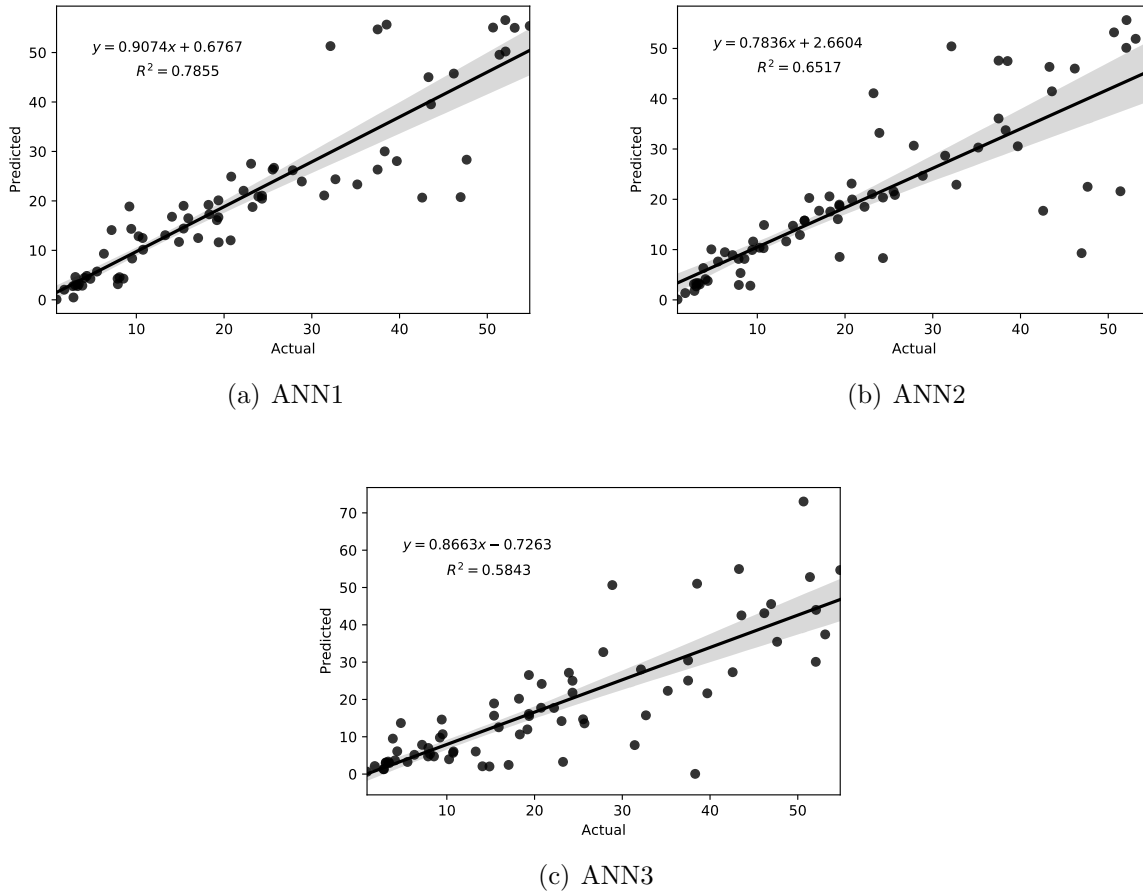 y = 0.9074x + 0.6767
R² = 0.7855
Predicted
50
40
30
20
10
0
10 20 30 40 50
Actual
(a) ANN1
y = 0.7836x + 2.6604
R² = 0.6517
Predicted
50
40
30
20
10
0
10 20 30 40 50
Actual
(b) ANN2
y = 0.8663x − 0.7263
R² = 0.5843
Predicted
70
60
50
40
30
20
10
0
10 20 30 40 50
Actual
(c) ANN3